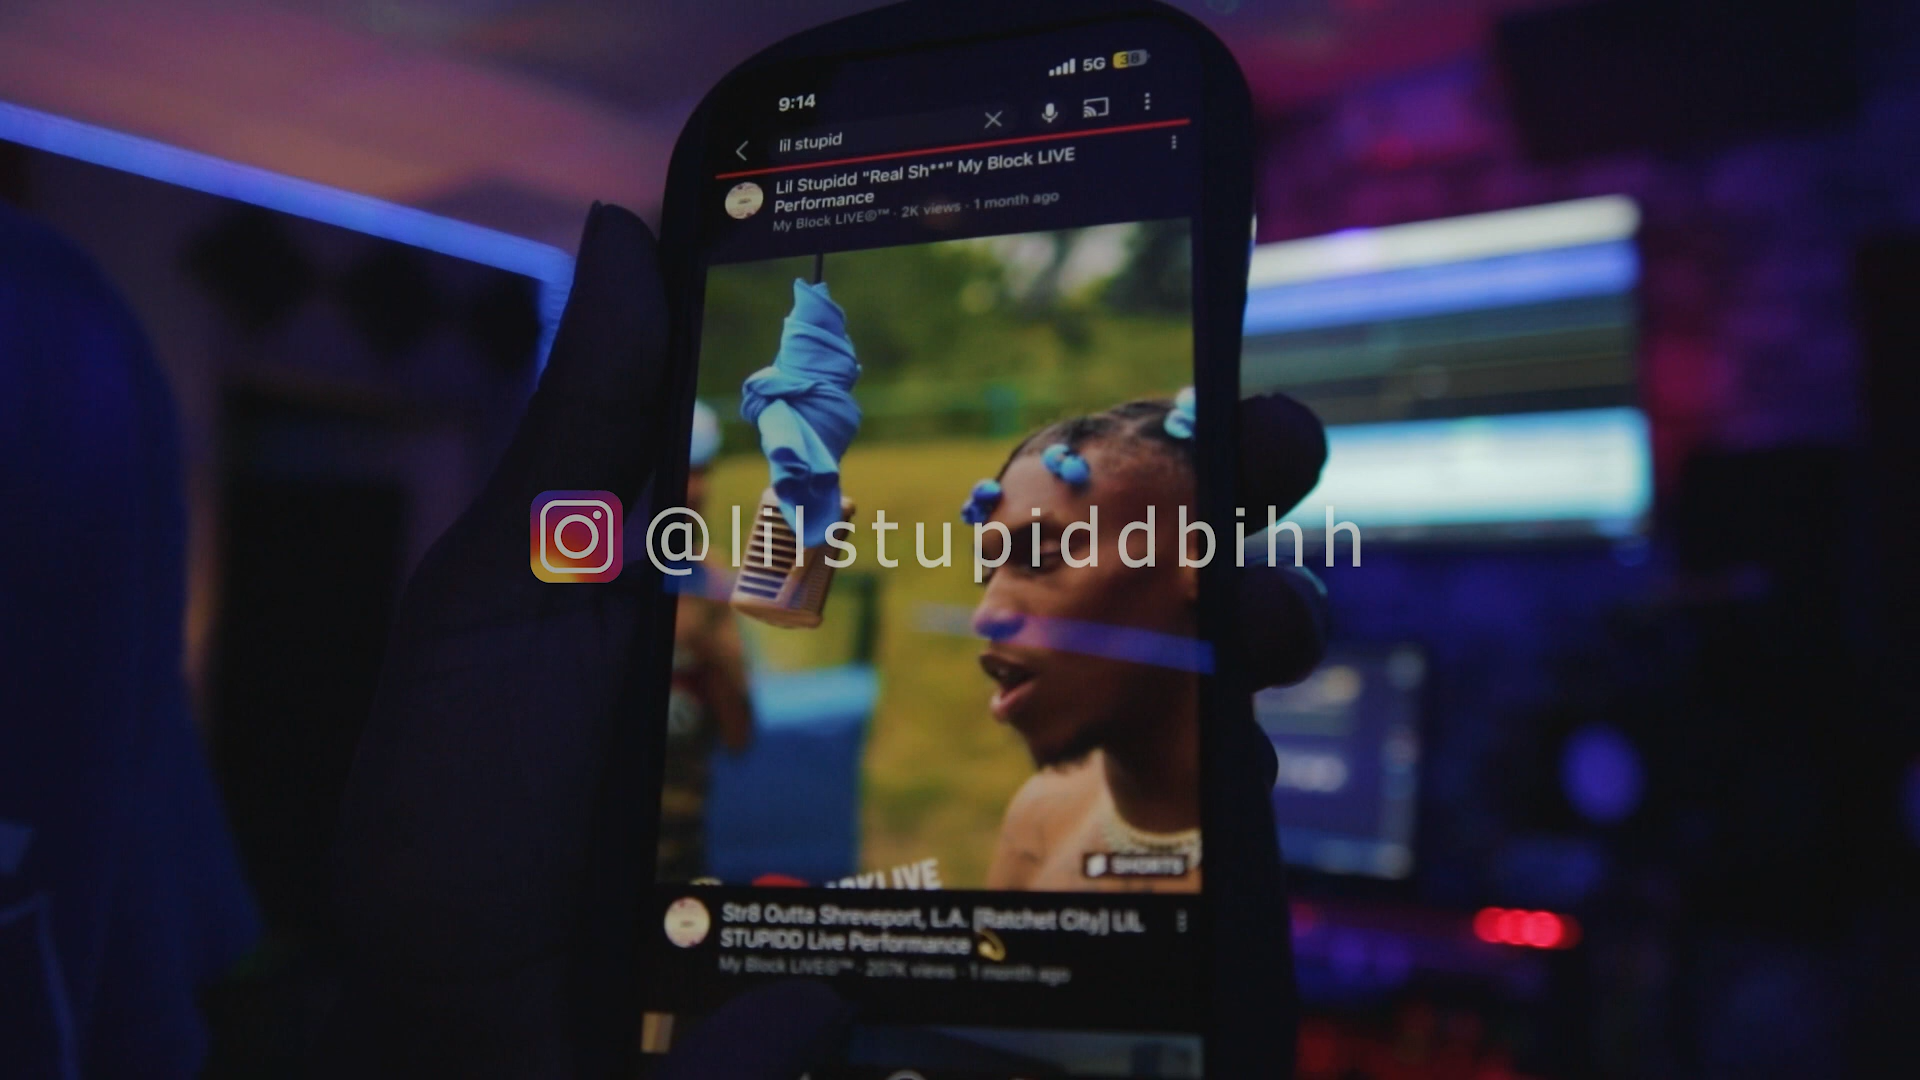 9:14
5G
38
lil stupid
Lil Stupidd "Real Sh**" My Block LIVE
Performance
My Block LIVE®™ · 2K views · 1 month ago
@lilstupiddbihh
LIVE
SHORTS
Str8 Outta Shreveport, L.A. [Ratchet City] LIL
STUPIDD Live Performance
My Block LIVE®™ · 207K views · 1 month ago